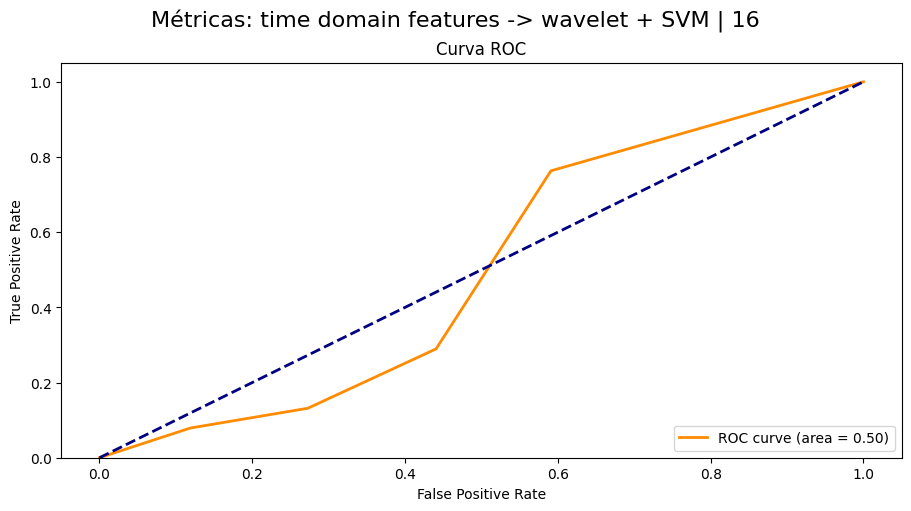 Métricas: time domain features -> wavelet + SVM | 16
Curva ROC
True Positive Rate
1.0
0.8
0.6
0.4
0.2
0.0
0.0 0.2 0.4 0.6 0.8 1.0
False Positive Rate
ROC curve (area = 0.50)